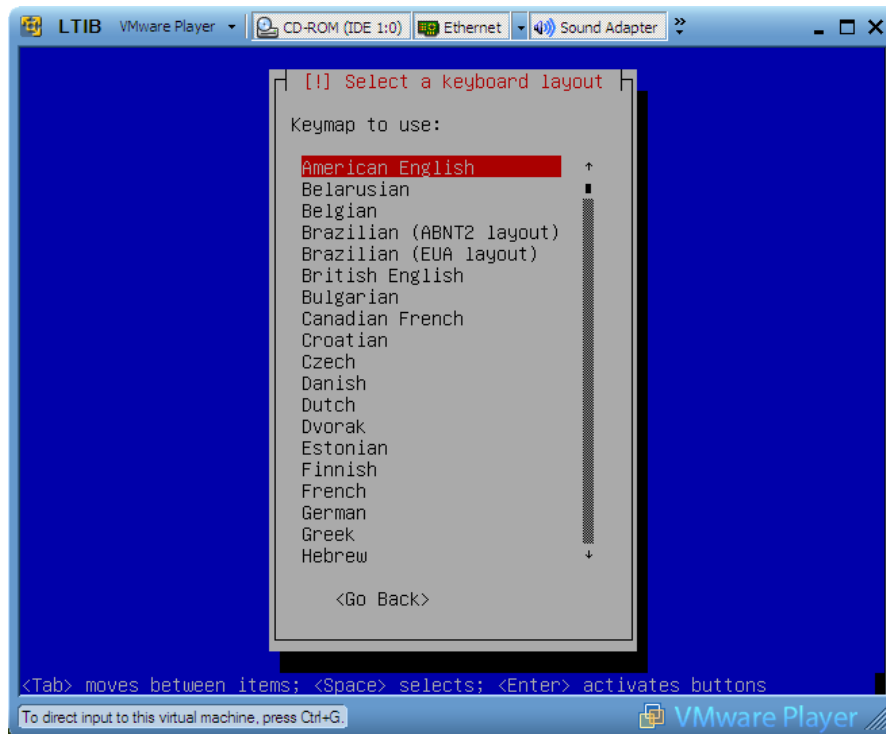 LTIB VMware Player CD-ROM (IDE 1:0) Ethernet Sound Adapter
[!] Select a keyboard layout
Keymap to use:
American English
Belarusian
Belgian
Brazilian (ABNT2 layout)
Brazilian (EUA layout)
British English
Bulgarian
Canadian French
Croatian
Czech
Danish
Dutch
Dvorak
Estonian
Finnish
French
German
Greek
Hebrew
<Go Back>
<Tab> moves between items; <Space> selects; <Enter> activates buttons
To direct input to this virtual machine, press Ctrl+G.
VMware Player